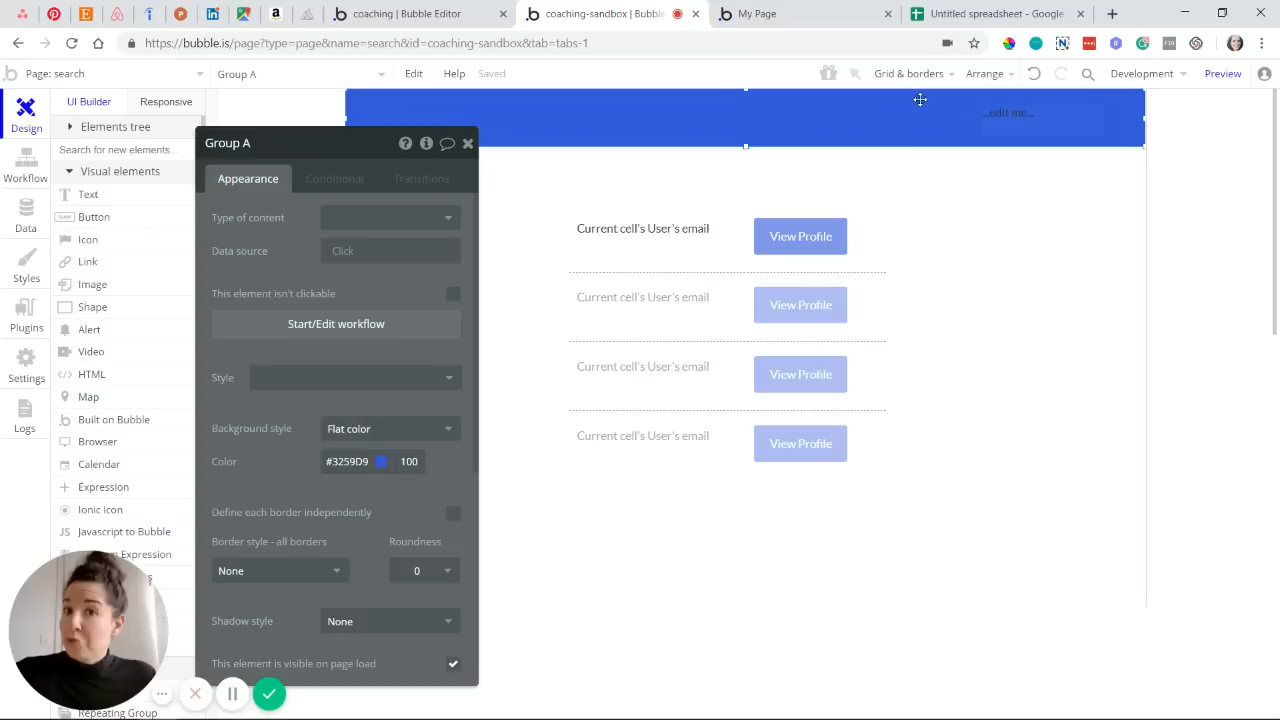 coaching | Bubble Editor
coaching-sandbox | Bubble
My Page
Untitled spreadsheet - Google
https://bubble.is/page?type=page&name=search&id=coaching-sandbox&tab=tabs-1
Page: search
Group A
Edit
Help
Saved
Grid & borders
Arrange
Development
Preview
Design
Workflow
Data
Styles
Plugins
Settings
Logs
UI Builder
Responsive
Elements tree
Search for new elements...
Visual elements
Text
Button
Icon
Link
Image
Shape
Alert
Video
HTML
Map
Built on Bubble
Browser
Calendar
Expression
Ionic Icon
JS Javascript to Bubble
Expression
Repeating Group
Group A
Appearance
Conditional
Transitions
Type of content
Data source
Click
This element isn't clickable
Start/Edit workflow
Style
Background style
Flat color
Color
#3259D9
100
Define each border independently
Border style - all borders
Roundness
None
0
Shadow style
None
This element is visible on page load
...edit me...
Current cell's User's email
View Profile
Current cell's User's email
View Profile
Current cell's User's email
View Profile
Current cell's User's email
View Profile